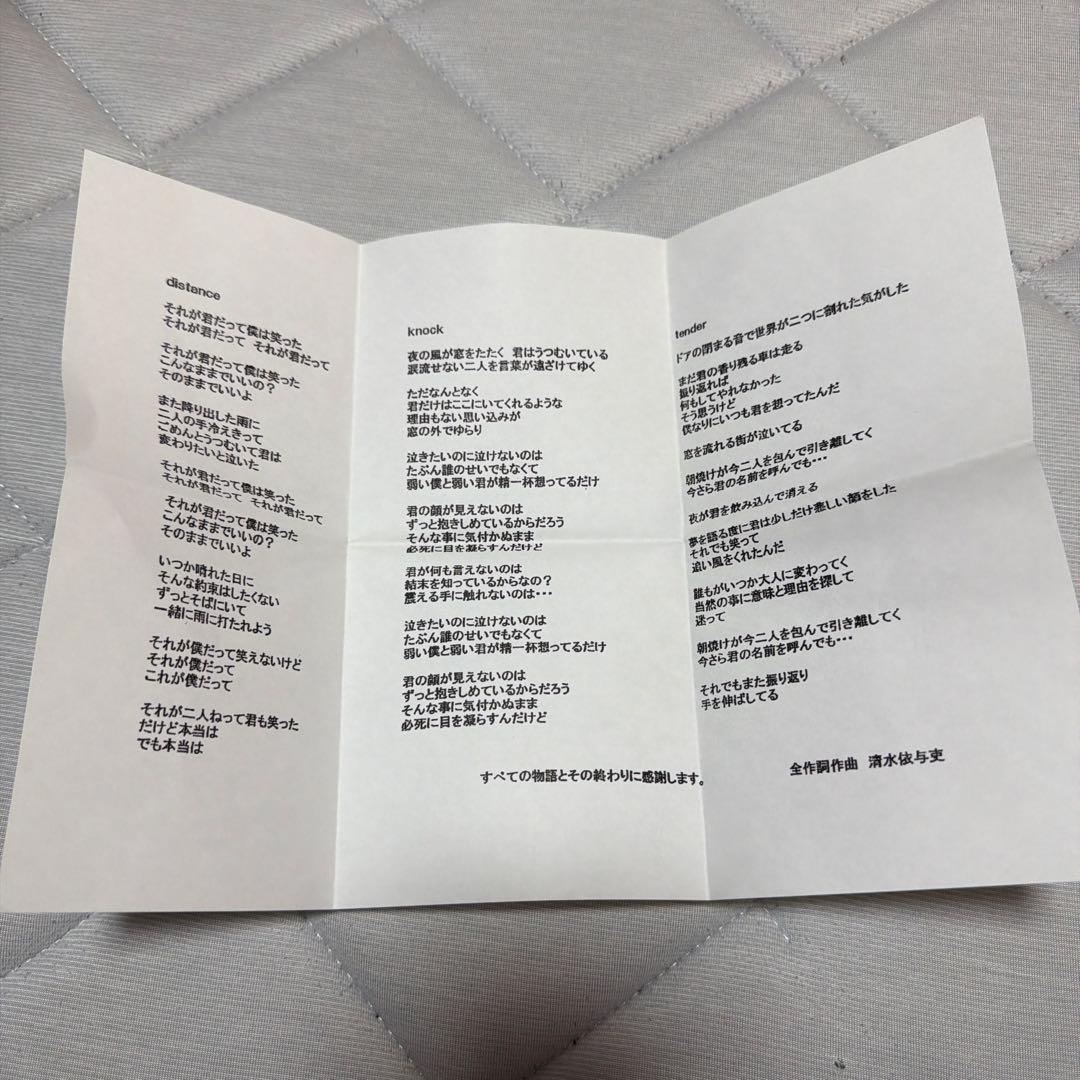 distance
それが君だって僕は笑った
それが君だって それが君だって
それが君だって僕は笑った
こんなままでいいの？
そのままでいいよ
また降り出した雨に
二人の手冷えきって
ごめんとうつむいて君は
変わりたいと泣いた
それが君だって僕は笑った
それが君だって それが君だって
それが君だって僕は笑った
こんなままでいいの？
そのままでいいよ
いつか晴れた日に
そんな約束はしたくない
ずっとそばにいて
一緒に雨に打たれよう
それが僕だって笑えないけど
それが僕だって
これが僕だって
それが二人ねって君も笑った
だけど本当は
でも本当は
knock
夜の風が窓をたたく 君はうつむいている
涙流せない二人を言葉が遠ざけてゆく
ただなんとなく
君だけはここにいてくれるような
理由もない思い込みが
窓の外でゆらり
泣きたいのに泣けないのは
たぶん誰のせいでもなくて
弱い僕と弱い君が精一杯想ってるだけ
君の顔が見えないのは
ずっと抱きしめているからだろう
そんな事に気付かぬまま
必死に目を凝らすんだけど
君が何も言えないのは
結末を知っているからなの？
震える手に触れないのは・・・
泣きたいのに泣けないのは
たぶん誰のせいでもなくて
弱い僕と弱い君が精一杯想ってるだけ
君の顔が見えないのは
ずっと抱きしめているからだろう
そんな事に気付かぬまま
必死に目を凝らすんだけど
すべての物語とその終わりに感謝します。
tender
ドアの閉まる音で世界が二つに割れた気がした
まだ君の香り残る車は走る
振り返れば
何もしてやれなかった
そう思うけど
僕なりにいつも君を想ってたんだ
窓を流れる街が泣いてる
朝焼けが今二人を包んで引き離してく
今さら君の名前を呼んでも・・・
夜が君を飲み込んで消える
夢を語る度に君は少しだけ悲しい顔をした
それでも笑って
追い風をくれたんだ
誰もがいつか大人に変わってく
当然の事に意味と理由を探して
迷って
朝焼けが今二人を包んで引き離してく
今さら君の名前を呼んでも・・・
それでもまた振り返り
手を伸ばしてる
全作詞作曲 清水依与吏